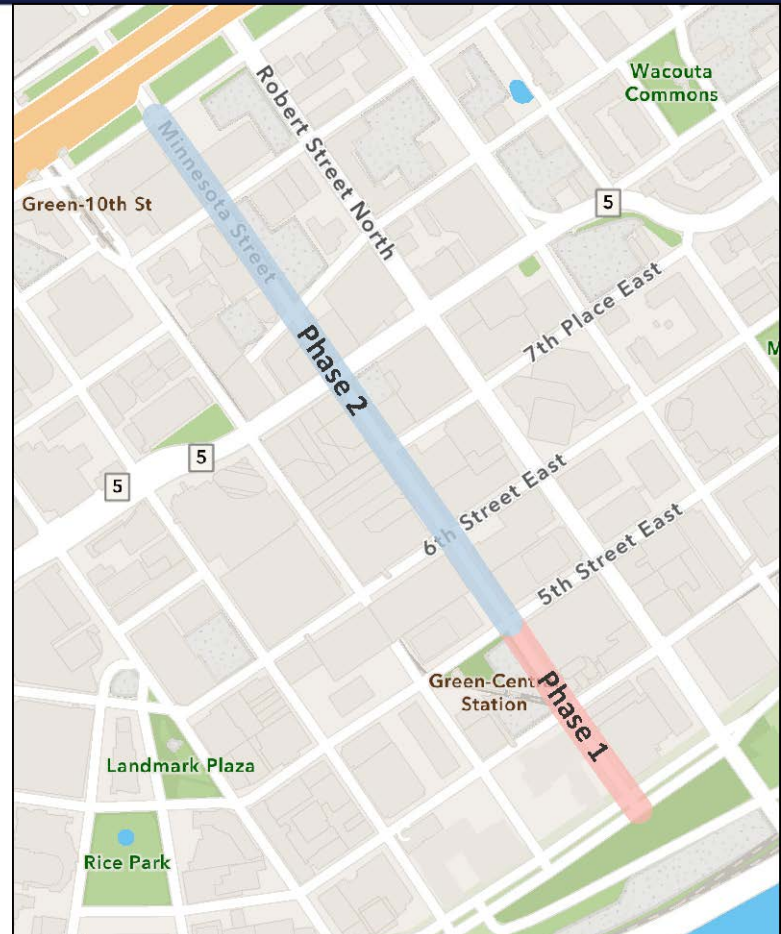 Wacouta
Commons
Robert Street North
Minnesota Street
Green-10th St
5
7th Place East
M
Phase 2
5
5
6th Street East
5th Street East
Green-Cent
Station
Phase 1
Landmark Plaza
Rice Park